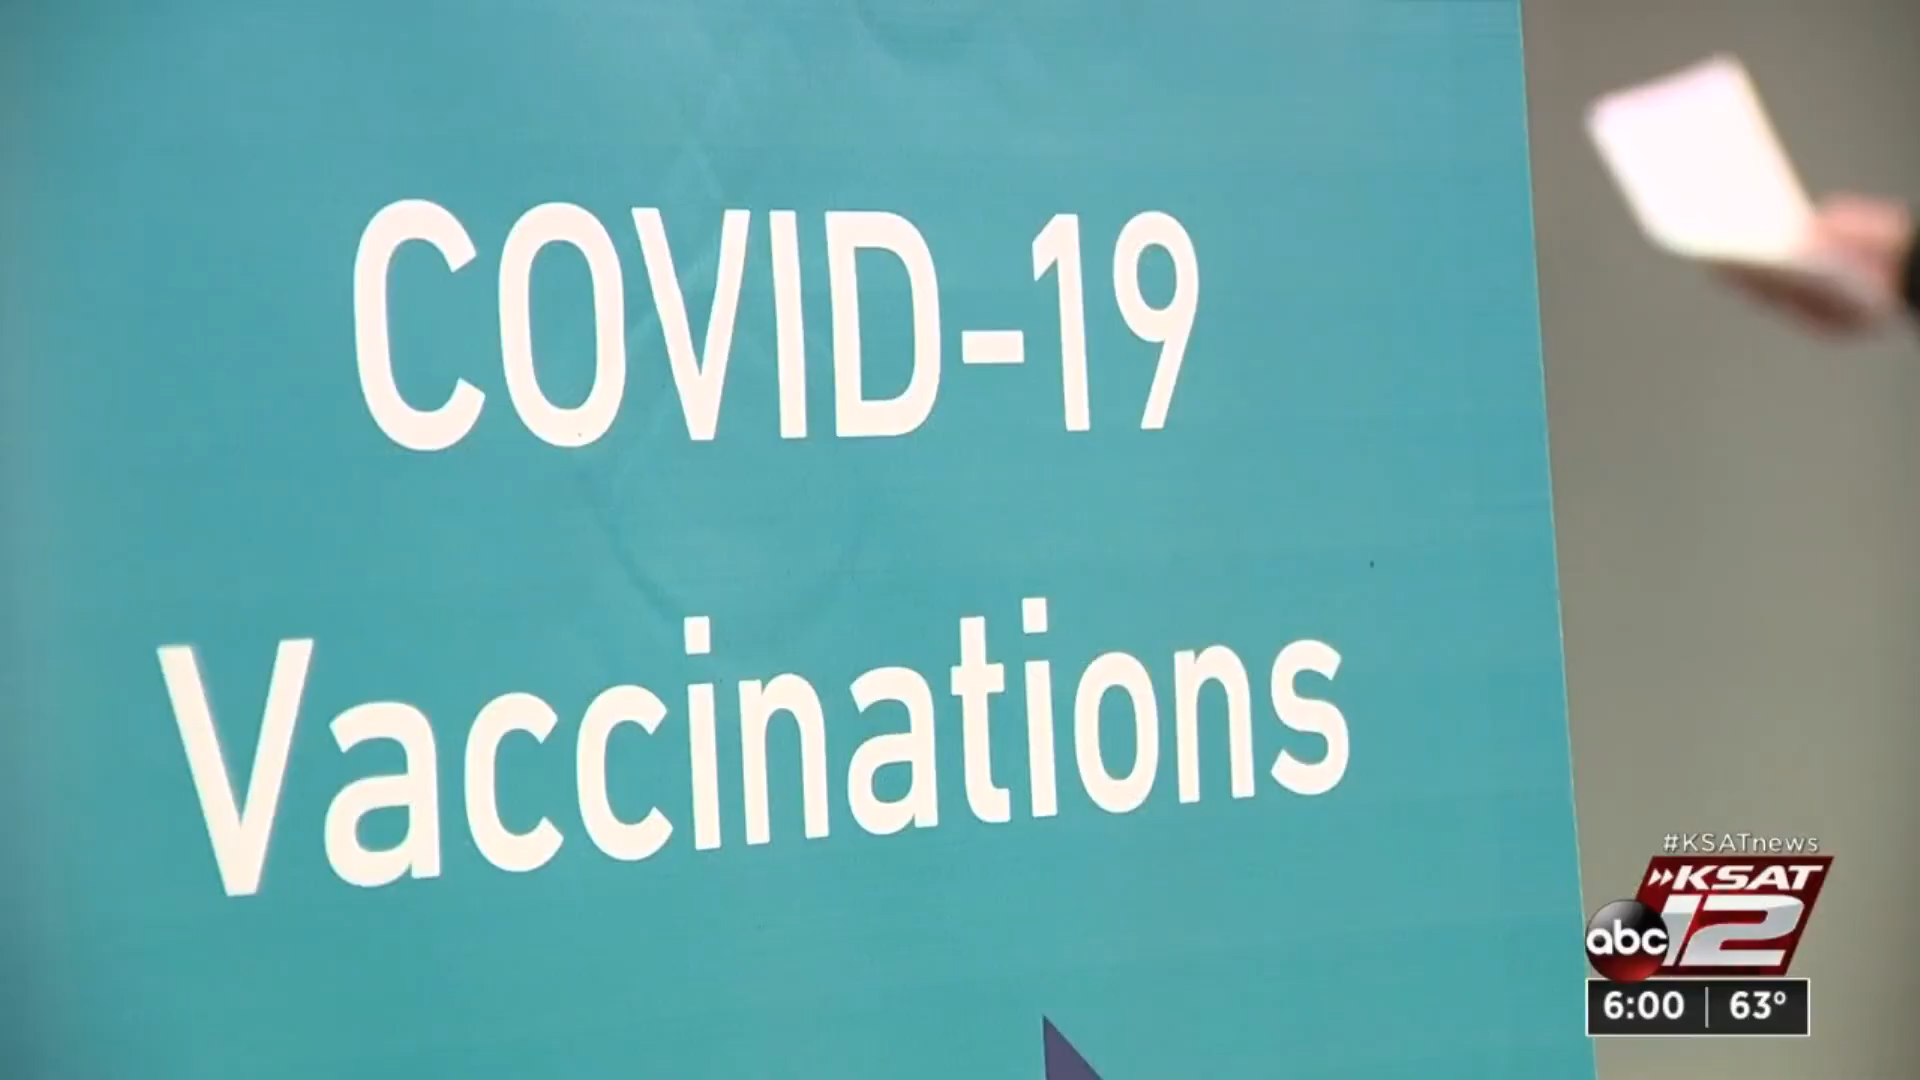 COVID-19
Vaccinations
#KSATnews
KSAT
abc 12
6:00 | 63°